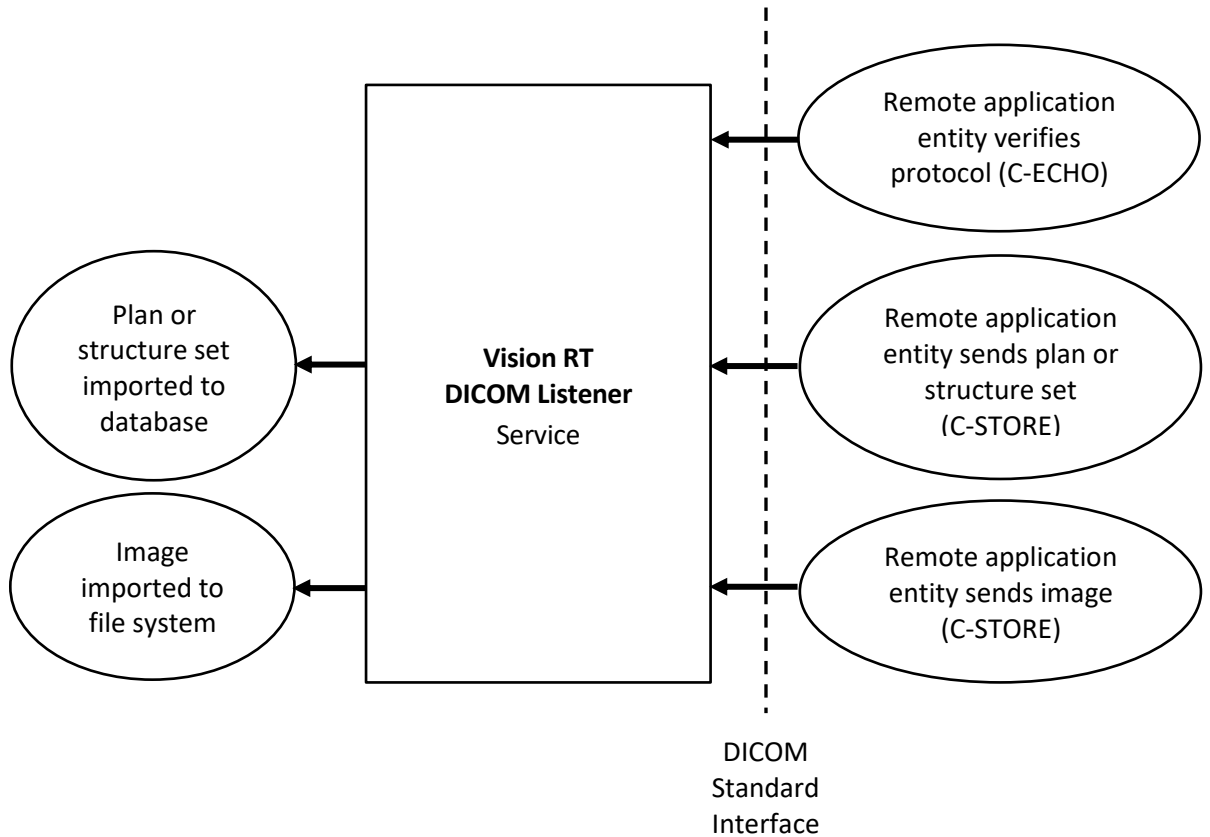 Remote application
entity verifies
protocol (C-ECHO)
Plan or
structure set
imported to
database
Vision RT
DICOM Listener
Service
Remote application
entity sends plan or
structure set
(C-STORE)
Image
imported to
file system
Remote application
entity sends image
(C-STORE)
DICOM
Standard
Interface